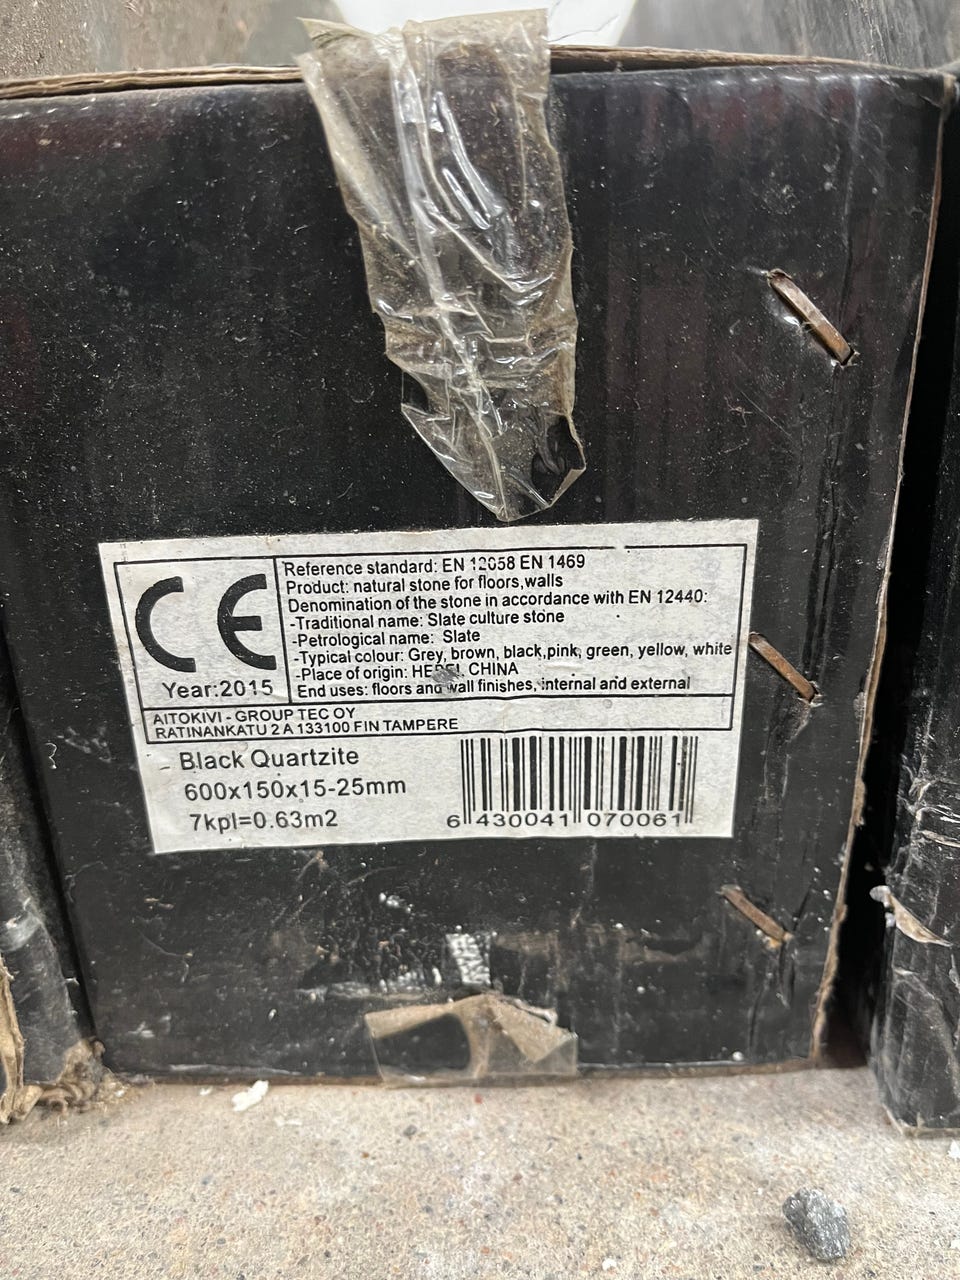 CE
Year:2015
Reference standard: EN 12058 EN 1469
Product: natural stone for floors,walls
Denomination of the stone in accordance with EN 12440:
-Traditional name: Slate culture stone
-Petrological name: Slate
-Typical colour: Grey, brown, black,pink, green, yellow, white
-Place of origin: HEBEI, CHINA
End uses: floors and wall finishes, internal and external
AITOKIVI - GROUP TEC OY
RATINANKATU 2 A 133100 FIN TAMPERE
Black Quartzite
600x150x15-25mm
7kpl=0.63m2
6 430041 070061